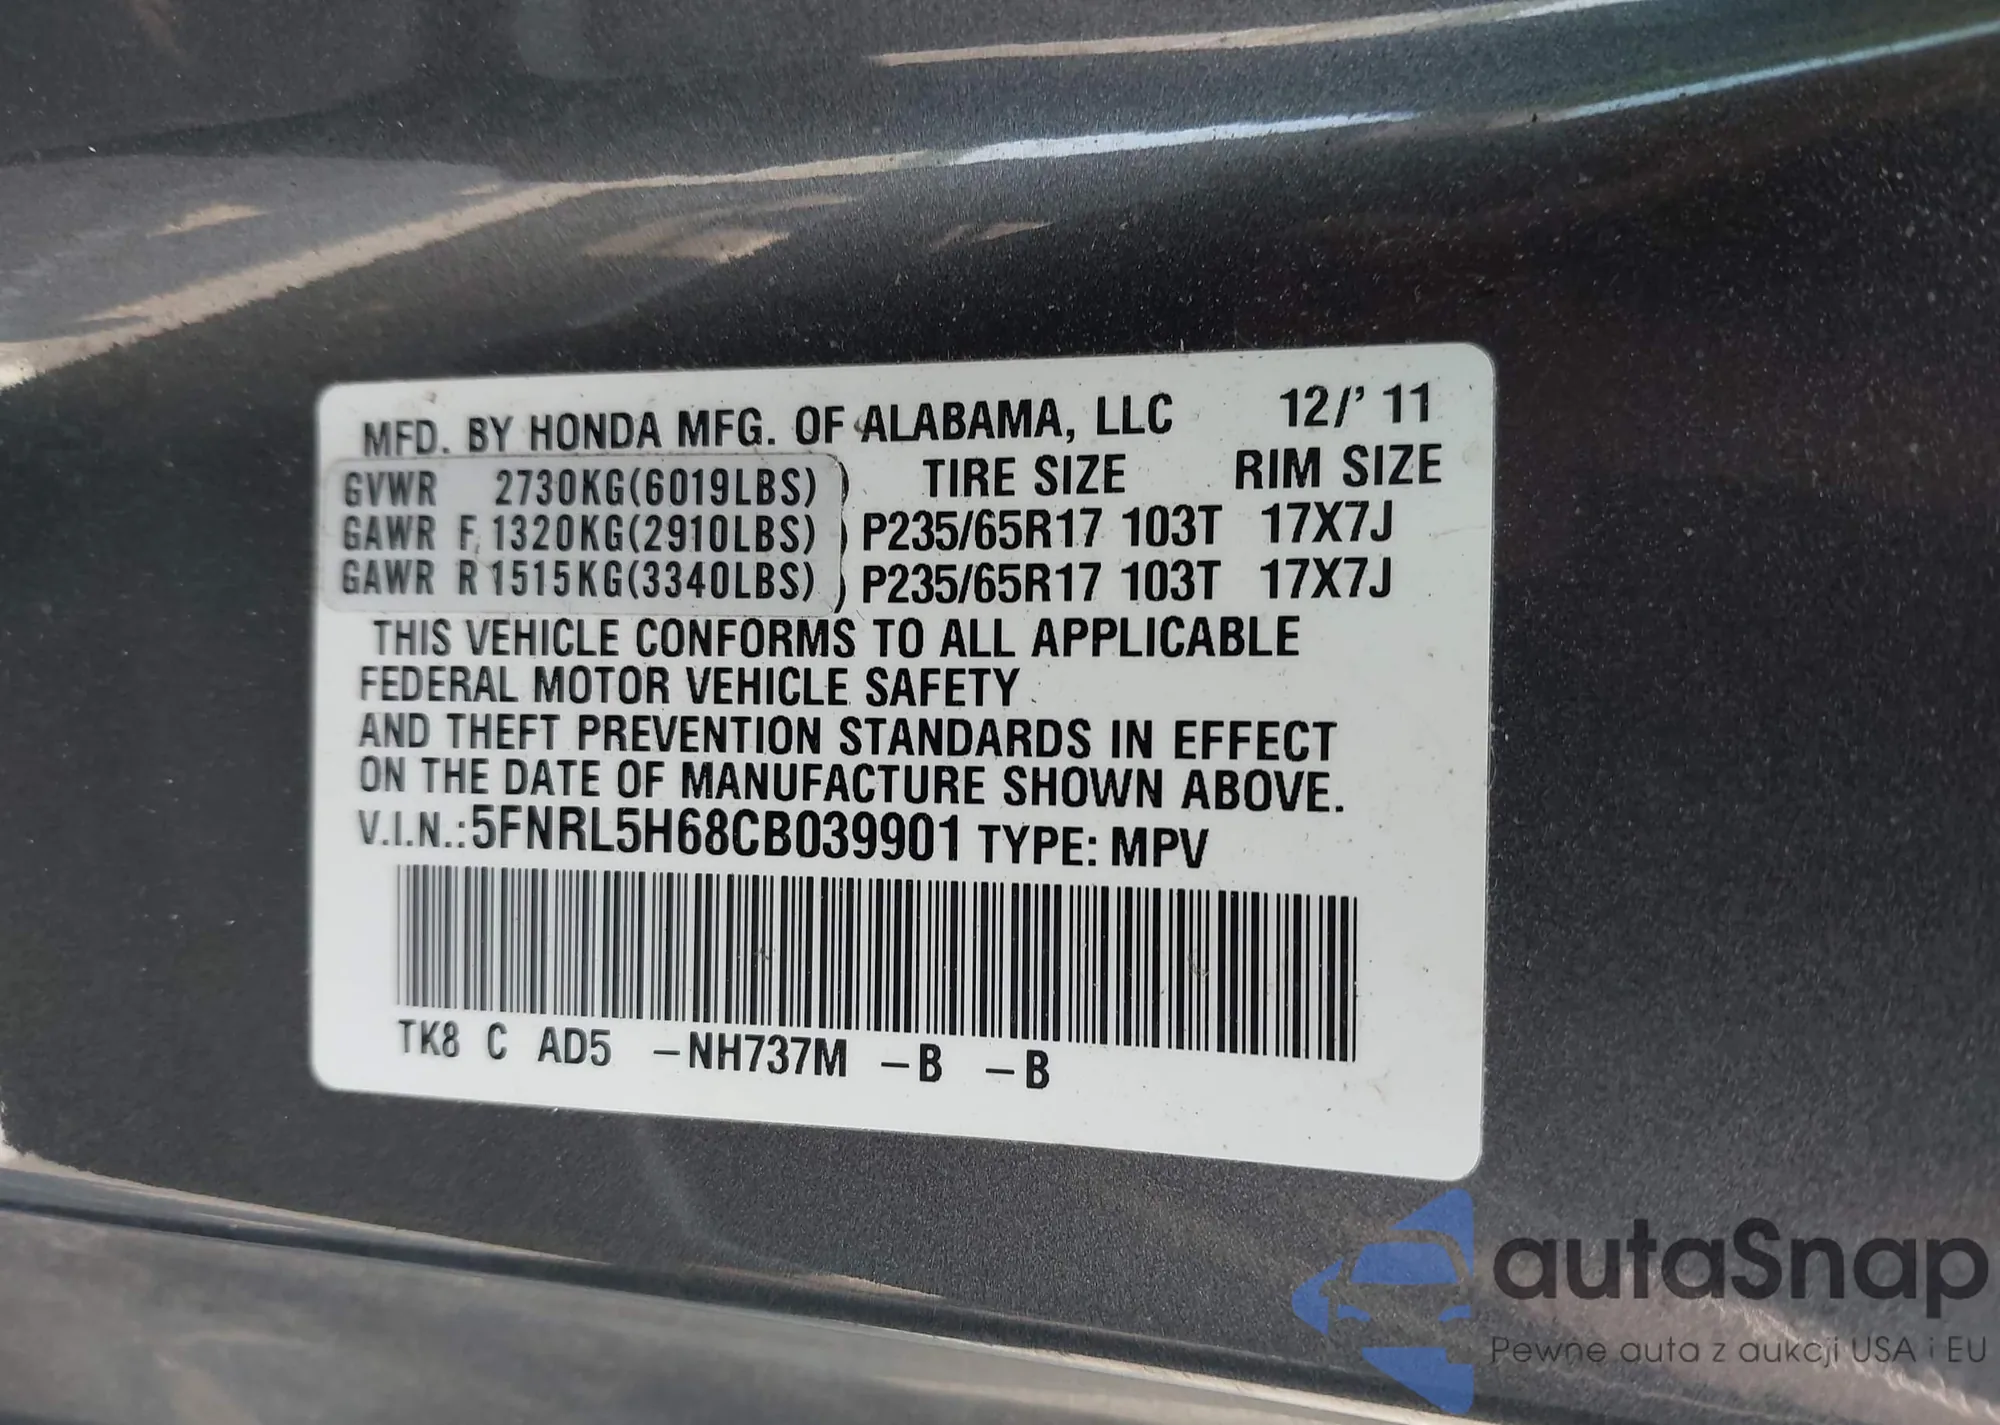 MFD. BY HONDA MFG. OF ALABAMA, LLC 12/' 11
GVWR 2730KG(6019LBS) ) TIRE SIZE RIM SIZE
GAWR F 1320KG(2910LBS) ) P235/65R17 103T 17X7J
GAWR R 1515KG(3340LBS) ) P235/65R17 103T 17X7J
THIS VEHICLE CONFORMS TO ALL APPLICABLE
FEDERAL MOTOR VEHICLE SAFETY
AND THEFT PREVENTION STANDARDS IN EFFECT
ON THE DATE OF MANUFACTURE SHOWN ABOVE.
V.I.N.:5FNRL5H68CB039901 TYPE: MPV
TK8 C AD5 –NH737M –B –B
autaSnap
Pewne auta z aukcji USA i EU